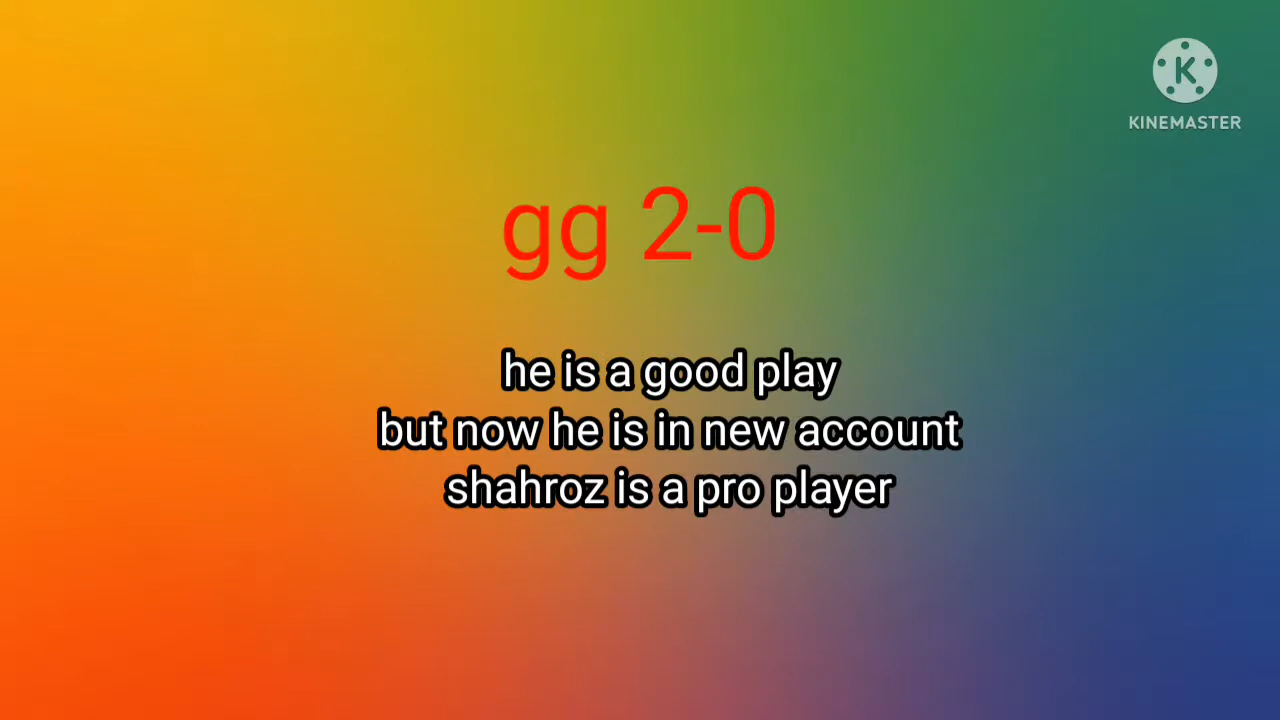 KINEMASTER
gg 2-0
he is a good play
but now he is in new account
shahroz is a pro player